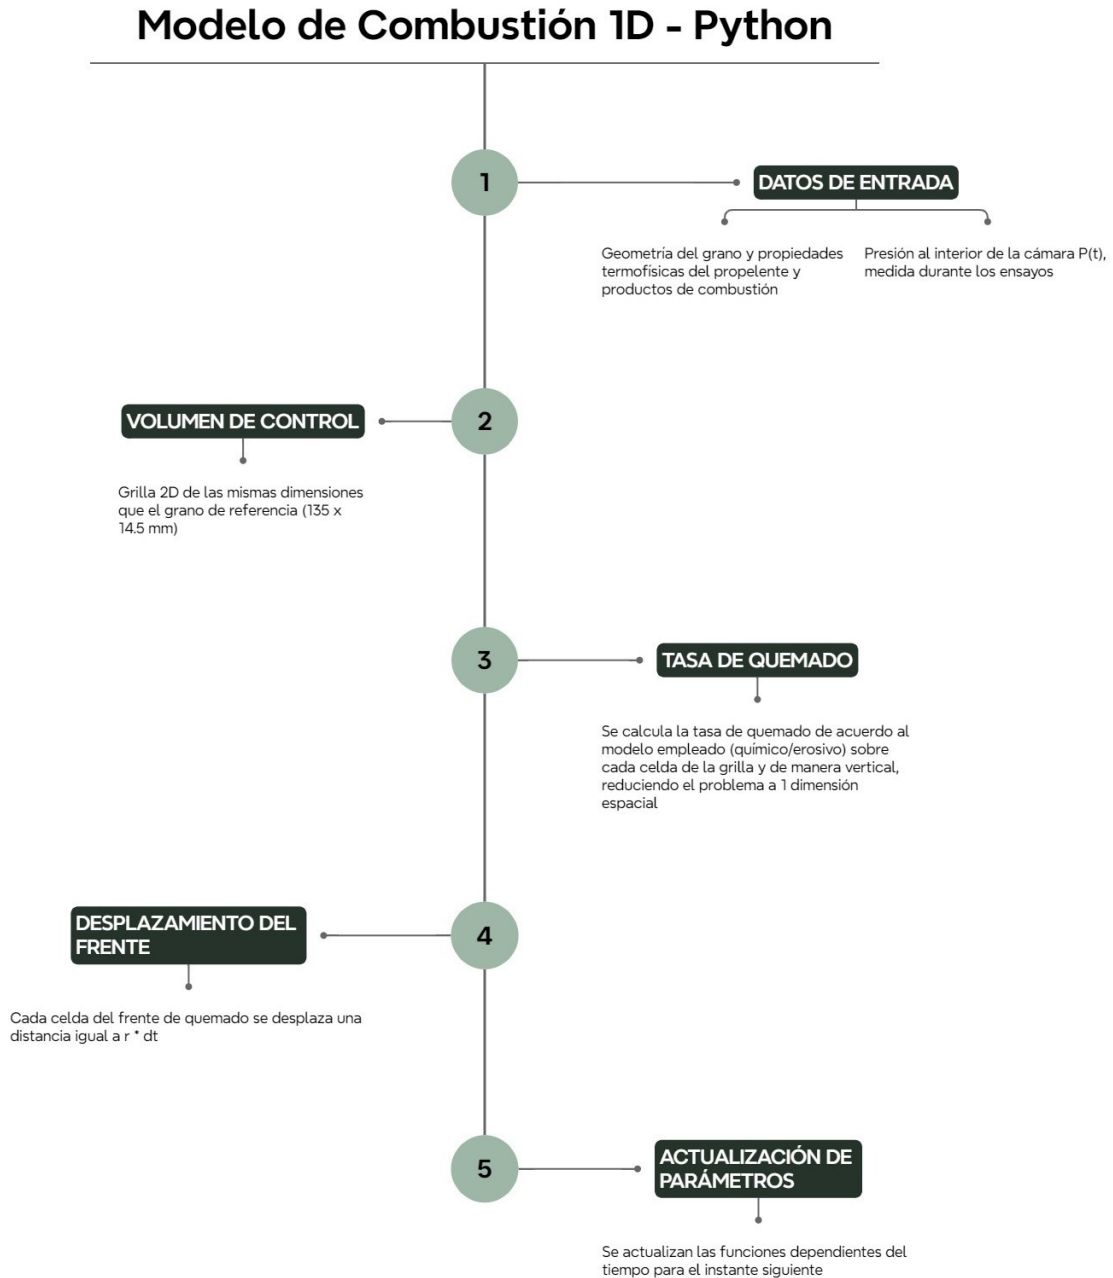 Modelo de Combustión 1D - Python
1
DATOS DE ENTRADA
Geometría del grano y propiedades
termofísicas del propelente y
productos de combustión
Presión al interior de la cámara P(t),
medida durante los ensayos
2
VOLUMEN DE CONTROL
Grilla 2D de las mismas dimensiones
que el grano de referencia (135 x
14.5 mm)
3
TASA DE QUEMADO
Se calcula la tasa de quemado de acuerdo al
modelo empleado (químico/erosivo) sobre
cada celda de la grilla y de manera vertical,
reduciendo el problema a 1 dimensión
espacial
4
DESPLAZAMIENTO DEL
FRENTE
Cada celda del frente de quemado se desplaza una
distancia igual a r * dt
5
ACTUALIZACIÓN DE
PARÁMETROS
Se actualizan las funciones dependientes del
tiempo para el instante siguiente